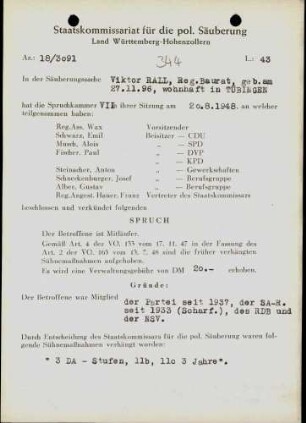 Staatskommissariat für die pol. Säuberung
Land Württemberg-Hohenzollern
Az.: 18/3091 344 L: 43
In der Säuberungssache Viktor RALL, Reg.Baurat, geb.am
27.11.96, wohnhaft in TÜBINGEN
hat die Spruchkammer VIIb ihrer Sitzung am 20.8.1948. an welcher
teilgenommen haben:
Reg.Ass. Wax Vorsitzender
Schwarz, Emil Beisitzer — CDU
Musch, Alois „ — SPD
Fischer, Paul „ — DVP
„ — KPD
Steinacher, Anton „ — Gewerkschaften
Schaeckenburger, Josef „ — Berufsgruppe
Alber, Gustav „ — Berufsgruppe
Reg.Angest. Hauer, Franz Vertreter des Staatskommissars
beschlossen und verkündet folgenden
SPRUCH
Der Betroffene ist Mitläufer.
Gemäß Art. 4 der VO. 133 vom 17. 11. 47 in der Fassung des
Art. 2 der VO. 165 vom 13. 7. 48 sind die früher verhängten
Sühnemaßnahmen aufgehoben.
Es wird eine Verwaltungsgebühr von DM 20.- erhoben.
Gründe:
Der Betroffene war Mitglied der Partei seit 1937, der SA-R.
seit 1933 (Scharf.), des RDB und
der NSV.
Durch Entscheidung des Staatskommissars für die pol. Säuberung waren folgende Sühnemaßnahmen verhängt worden:
" 3 DA - Stufen, 11b, 11c 3 Jahre".